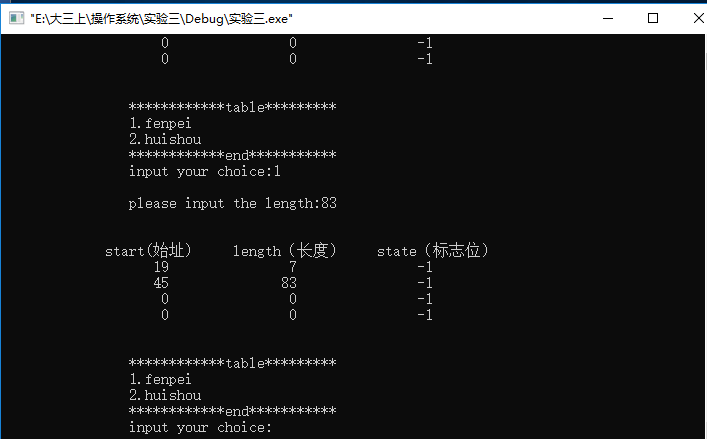 "E:\大三上\操作系统\实验三\Debug\实验三.exe"
0 0 -1
0 0 -1
************table*********
1.fenpei
2.huishou
************end***********
input your choice:1
please input the length:83
start(始址) length（长度） state（标志位）
19 7 -1
45 83 -1
0 0 -1
0 0 -1
************table*********
1.fenpei
2.huishou
************end***********
input your choice: